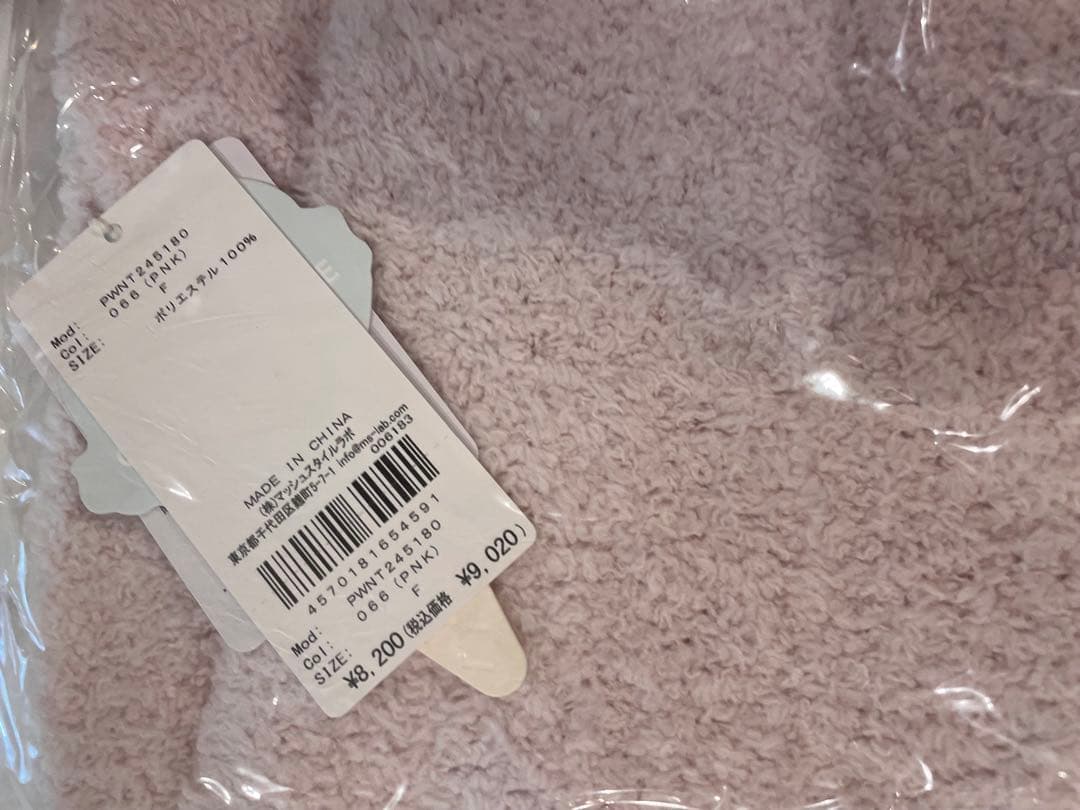 Mod: PWNT245180
Col: 066 (PNK)
SIZE: F
ポリエステル100%
MADE IN CHINA
(株)マッシュスタイルラボ
東京都千代田区麹町5-7-1 info@ms-lab.com
006183
4570181654591
Mod: PWNT245180
Col: 066 (PNK)
SIZE: F
¥8,200(税込価格 ¥9,020)